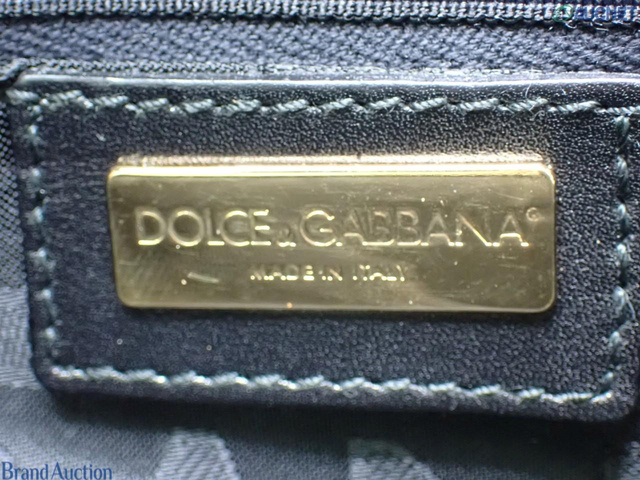 DOLCE & GABBANA®
MADE IN ITALY
Brand Auction